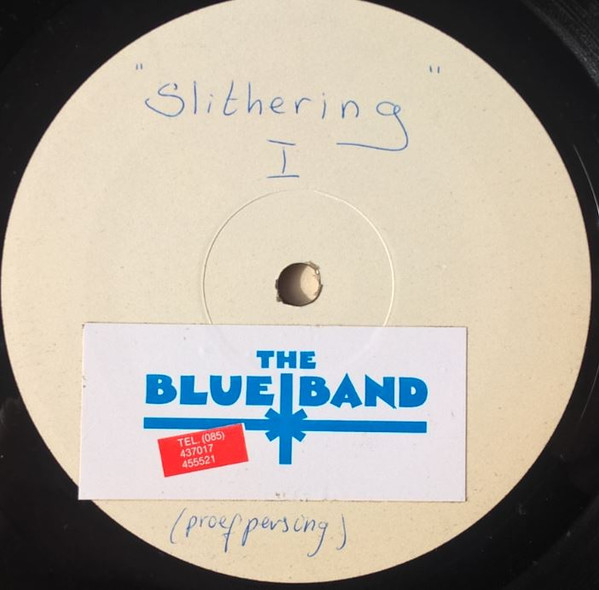 "Slithering"
I
THE
BLUE BAND
TEL. (085)
437017
455521
(proefpersing)